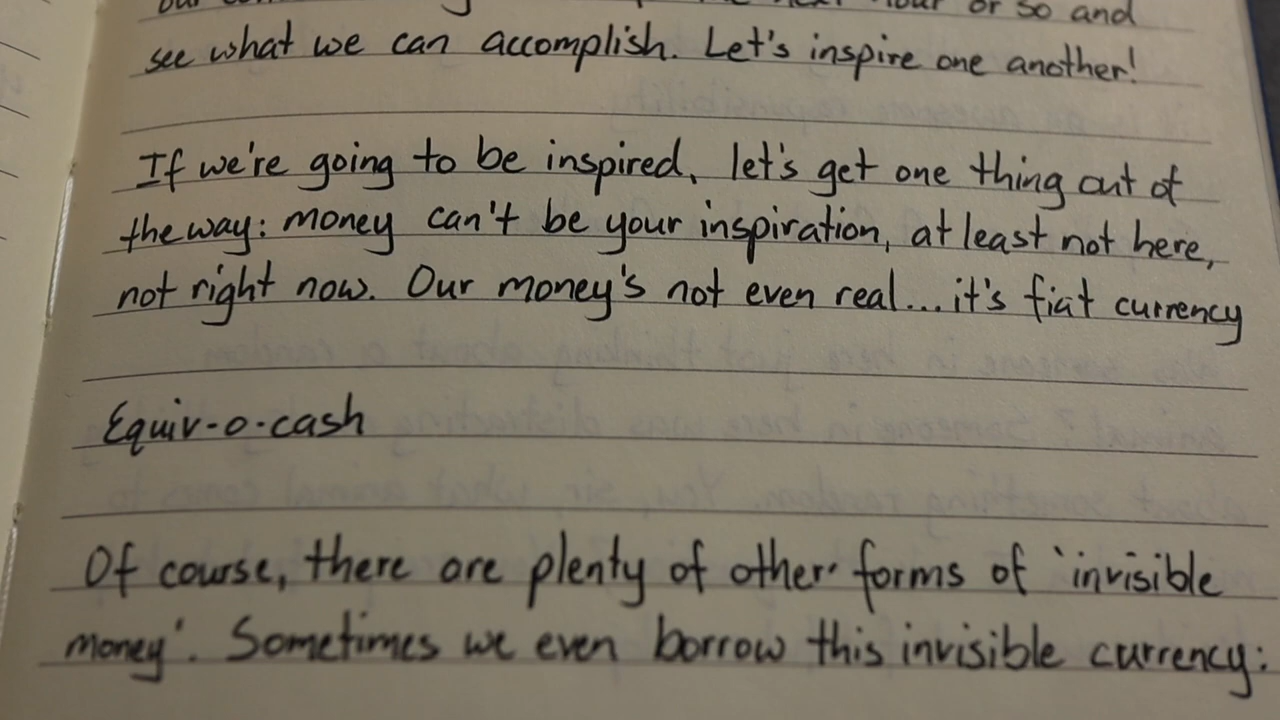 or so and
see what we can accomplish. Let's inspire one another!
If we're going to be inspired, let's get one thing out of
the way: money can't be your inspiration, at least not here,
not right now. Our money's not even real...it's fiat currency
Equiv-o-cash
Of course, there are plenty of other forms of 'invisible
money'. Sometimes we even borrow this invisible currency: